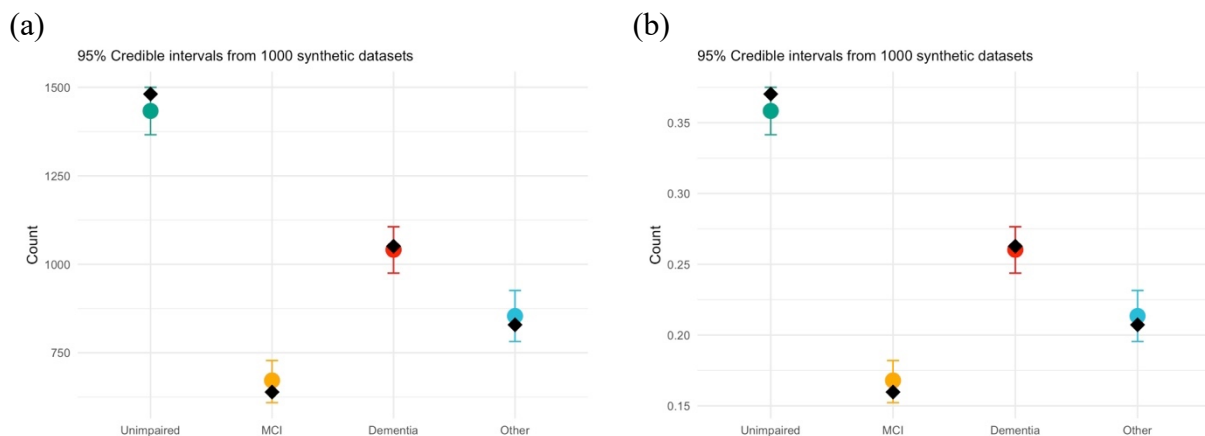 (a)
95% Credible intervals from 1000 synthetic datasets
1500
1250
1000
750
Count
Unimpaired MCI Dementia Other
(b)
95% Credible intervals from 1000 synthetic datasets
0.35
0.30
0.25
0.20
0.15
Count
Unimpaired MCI Dementia Other